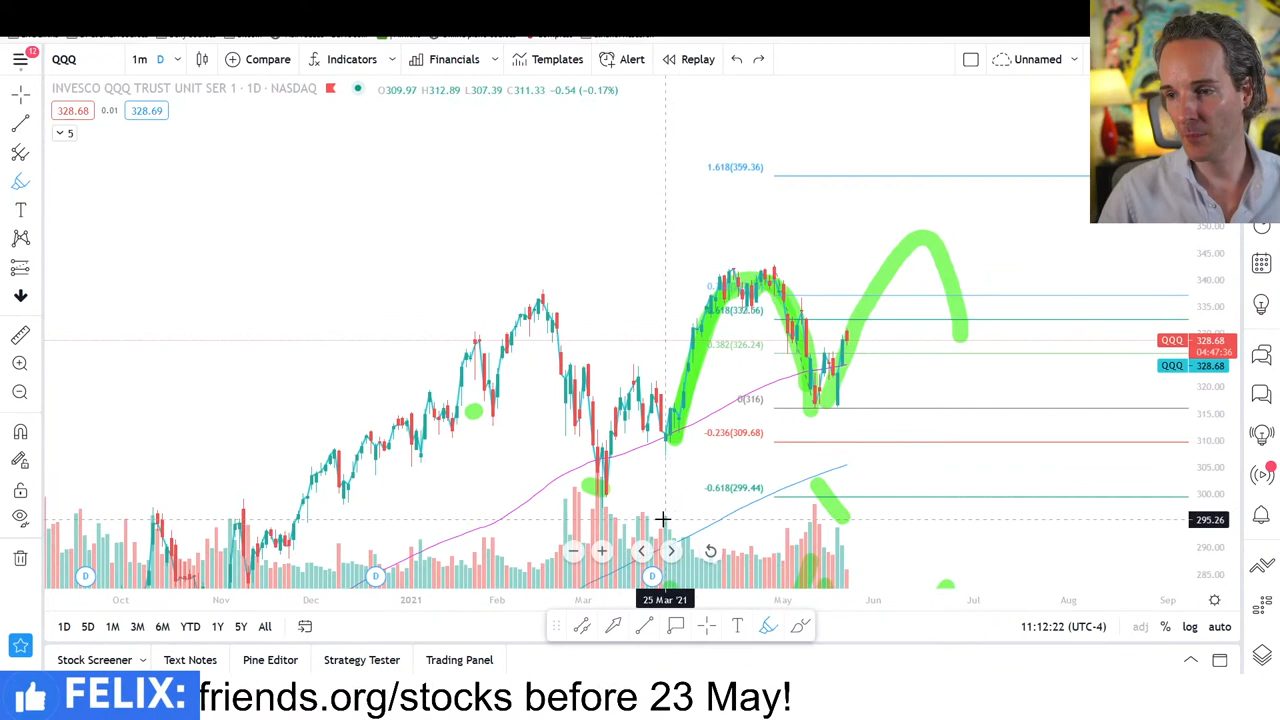 12
QQQ
1m
D
Compare
Indicators
Financials
Templates
Alert
Replay
Unnamed
INVESCO QQQ TRUST UNIT SER 1 · 1D · NASDAQ
O309.97 H312.89 L307.39 C311.33 -0.54 (-0.17%)
328.68
0.01
328.69
5
1.618(359.36)
350.00
345.00
340.00
335.00
0.382(326.24)
QQQ 328.68
04:47:36
QQQ 328.68
320.00
315.00
310.00
305.00
300.00
295.26
290.00
285.00
0(316)
-0.236(309.68)
-0.618(299.44)
D
D
D
Oct
Nov
Dec
2021
Feb
Mar
25 Mar '21
May
Jun
Jul
Aug
Sep
1D 5D 1M 3M 6M YTD 1Y 5Y All
11:12:22 (UTC-4)
adj % log auto
Stock Screener
Text Notes
Pine Editor
Strategy Tester
Trading Panel
FELIX:
friends.org/stocks before 23 May!